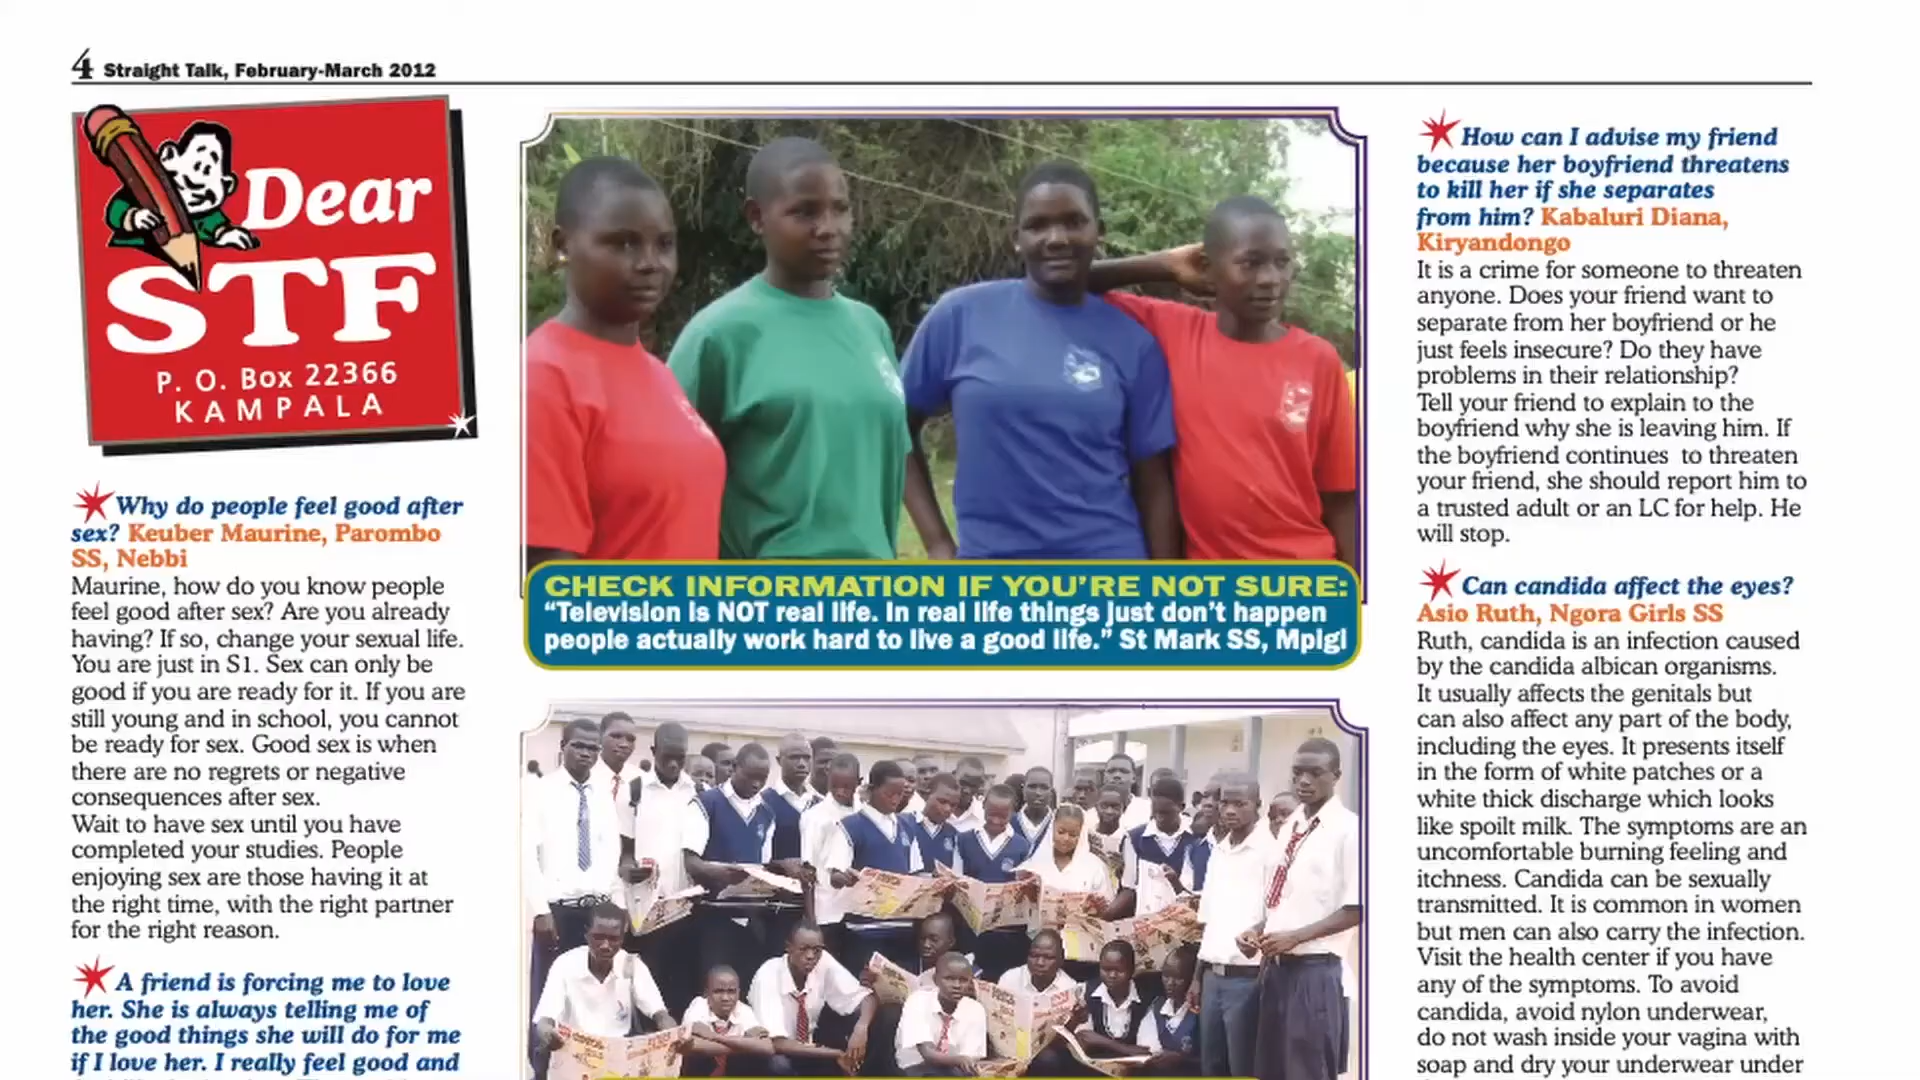 4 Straight Talk, February-March 2012
Dear
STF
P. O. Box 22366
KAMPALA
Why do people feel good after
sex? Keuber Maurine, Parombo
SS, Nebbi
Maurine, how do you know people
feel good after sex? Are you already
having? If so, change your sexual life.
You are just in S1. Sex can only be
good if you are ready for it. If you are
still young and in school, you cannot
be ready for sex. Good sex is when
there are no regrets or negative
consequences after sex.
Wait to have sex until you have
completed your studies. People
enjoying sex are those having it at
the right time, with the right partner
for the right reason.
A friend is forcing me to love
her. She is always telling me of
the good things she will do for me
if I love her. I really feel good and
CHECK INFORMATION IF YOU'RE NOT SURE:
“Television is NOT real life. In real life things just don't happen
people actually work hard to live a good life.” St Mark SS, Mpigi
How can I advise my friend
because her boyfriend threatens
to kill her if she separates
from him? Kabaluri Diana,
Kiryandongo
It is a crime for someone to threaten
anyone. Does your friend want to
separate from her boyfriend or he
just feels insecure? Do they have
problems in their relationship?
Tell your friend to explain to the
boyfriend why she is leaving him. If
the boyfriend continues to threaten
your friend, she should report him to
a trusted adult or an LC for help. He
will stop.
Can candida affect the eyes?
Asio Ruth, Ngora Girls SS
Ruth, candida is an infection caused
by the candida albican organisms.
It usually affects the genitals but
can also affect any part of the body,
including the eyes. It presents itself
in the form of white patches or a
white thick discharge which looks
like spoilt milk. The symptoms are an
uncomfortable burning feeling and
itchness. Candida can be sexually
transmitted. It is common in women
but men can also carry the infection.
Visit the health center if you have
any of the symptoms. To avoid
candida, avoid nylon underwear,
do not wash inside your vagina with
soap and dry your underwear under